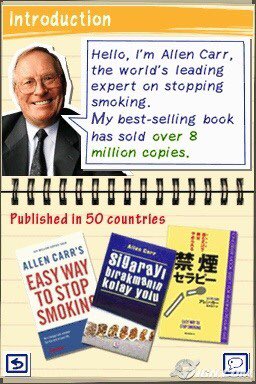 Introduction
Hello, I'm Allen Carr,
the world's leading
expert on stopping
smoking.
My best-selling book
has sold over 8
million copies.
Published in 50 countries
ALLEN CARR'S
EASY WAY
TO STOP
SMOKING
Allen Carr
Sigarayı
bırakmanın
kolay yolu
禁煙
セラピー